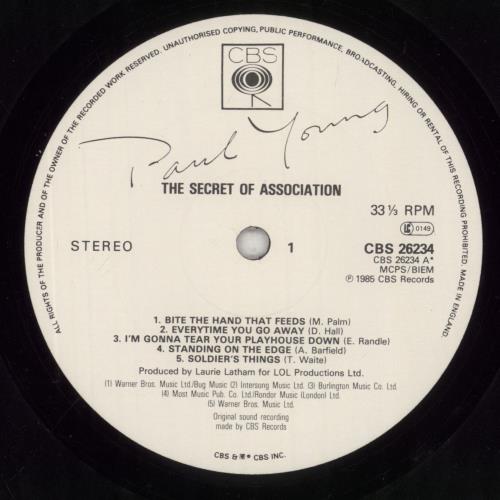 ALL RIGHTS OF THE PRODUCER AND OF THE OWNER OF THE RECORDED WORK RESERVED. UNAUTHORISED COPYING, PUBLIC PERFORMANCE, BROADCASTING, HIRING OR RENTAL OF THIS RECORDING PROHIBITED. MADE IN ENGLAND.
CBS
Paul Young
THE SECRET OF ASSOCIATION
33⅓ RPM
LC 0149
STEREO
1
CBS 26234
CBS 26234 A*
MCPS/BIEM
℗ 1985 CBS Records
1. BITE THE HAND THAT FEEDS (M. Palm)
2. EVERYTIME YOU GO AWAY (D. Hall)
3. I'M GONNA TEAR YOUR PLAYHOUSE DOWN (E. Randle)
4. STANDING ON THE EDGE (A. Barfield)
5. SOLDIER'S THINGS (T. Waite)
Produced by Laurie Latham for LOL Productions Ltd.
(1) Warner Bros. Music Ltd/Bug Music (2) Intersong Music Ltd. (3) Burlington Music Co. Ltd.
(4) Most Music Pub. Co. Ltd./Rondor Music (London) Ltd.
(5) Warner Bros. Music Ltd.
Original sound recording
made by CBS Records
CBS & * CBS INC.